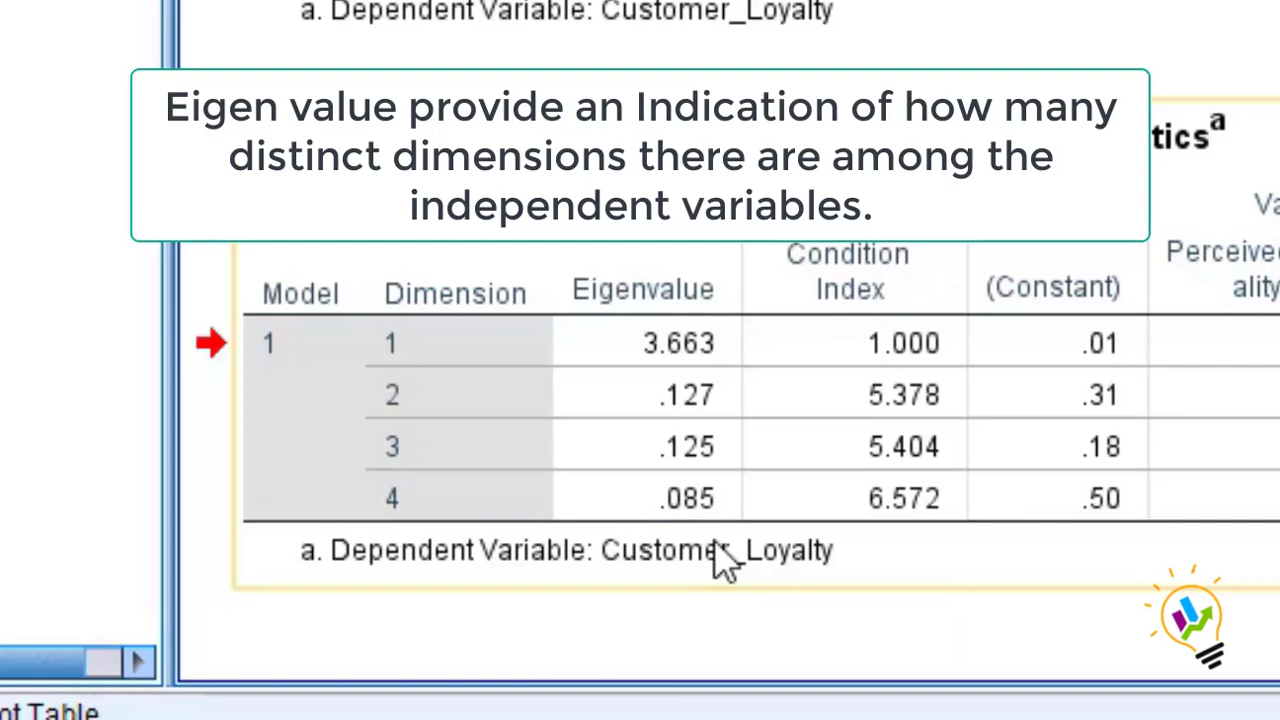 a. Dependent Variable: Customer_Loyalty
Eigen value provide an Indication of how many
distinct dimensions there are among the
independent variables.
Model Dimension Eigenvalue Condition Index (Constant)
1 1 3.663 1.000 .01
2 .127 5.378 .31
3 .125 5.404 .18
4 .085 6.572 .50
a. Dependent Variable: Customer_Loyalty
Table